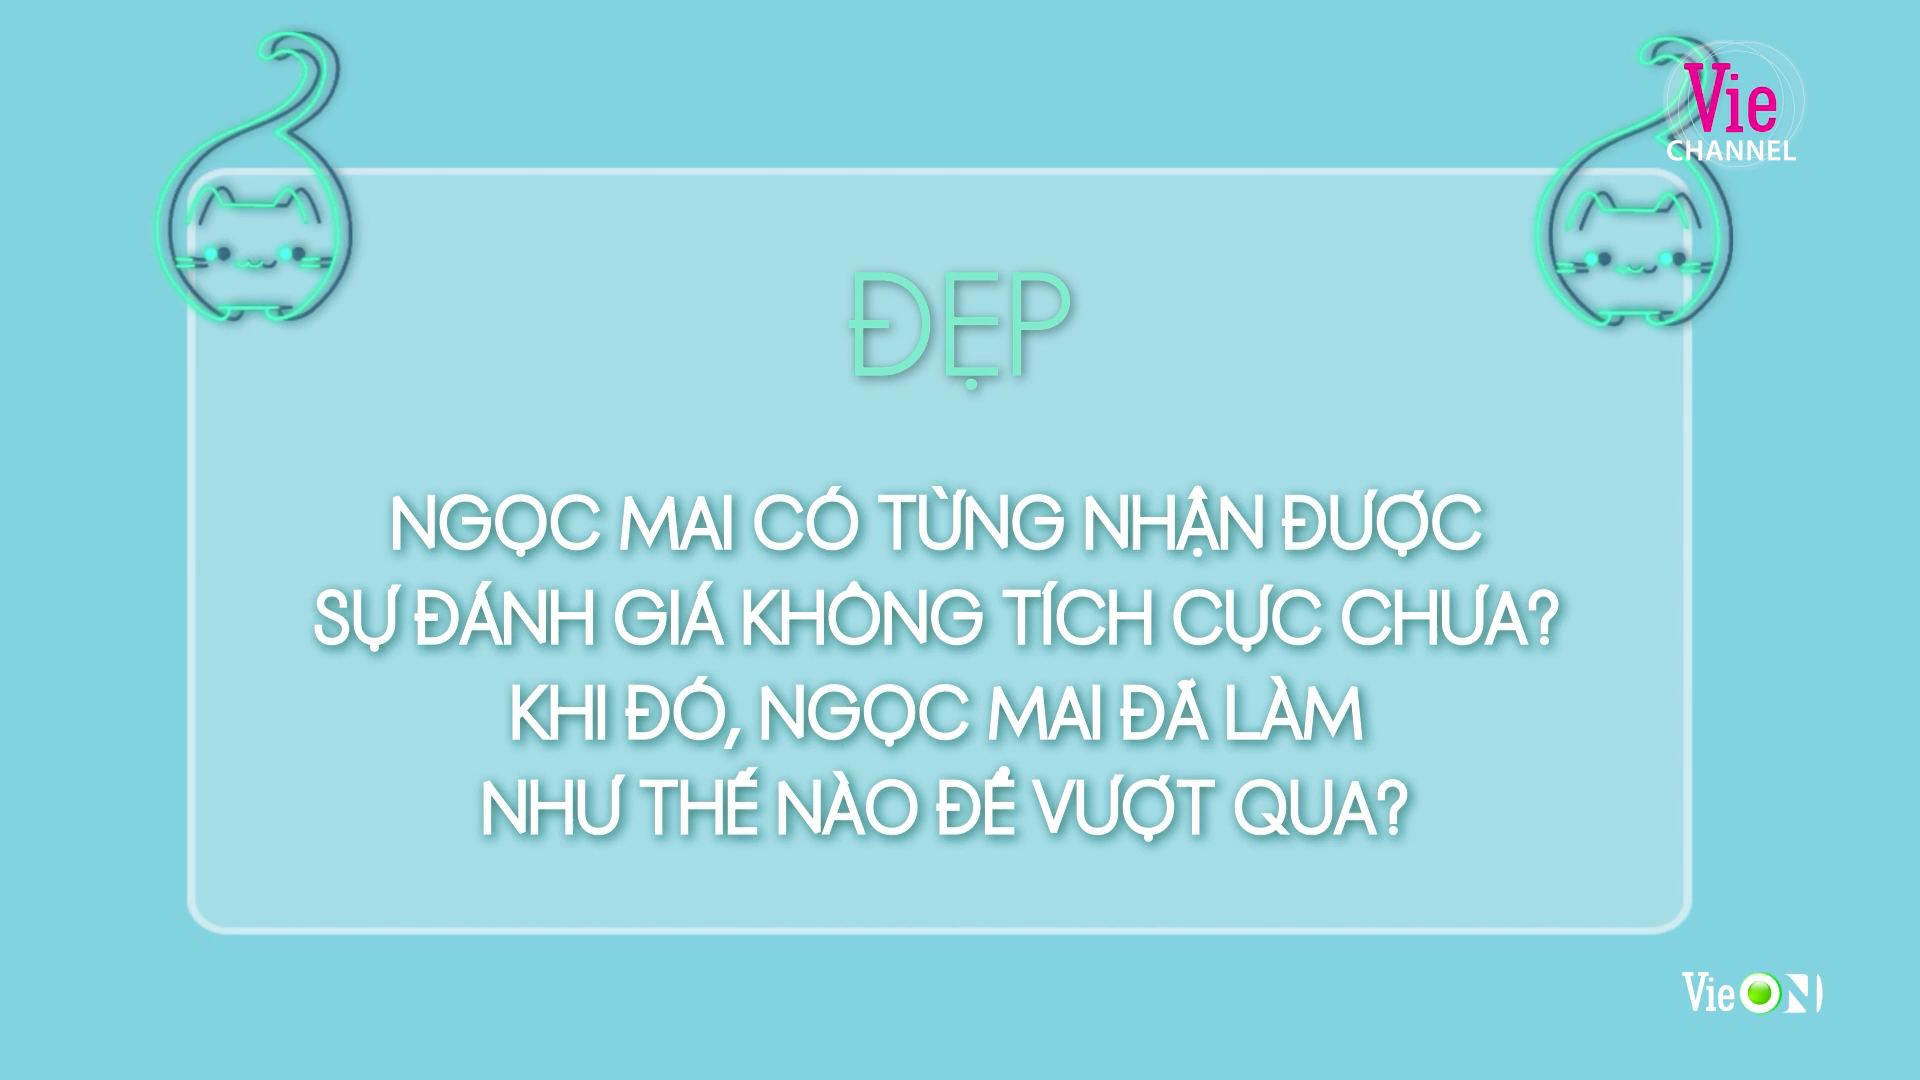 Vie
CHANNEL
ĐẸP
NGỌC MAI CÓ TỪNG NHẬN ĐƯỢC
SỰ ĐÁNH GIÁ KHÔNG TÍCH CỰC CHƯA?
KHI ĐÓ, NGỌC MAI ĐÃ LÀM
NHƯ THẾ NÀO ĐỂ VƯỢT QUA?
VieON